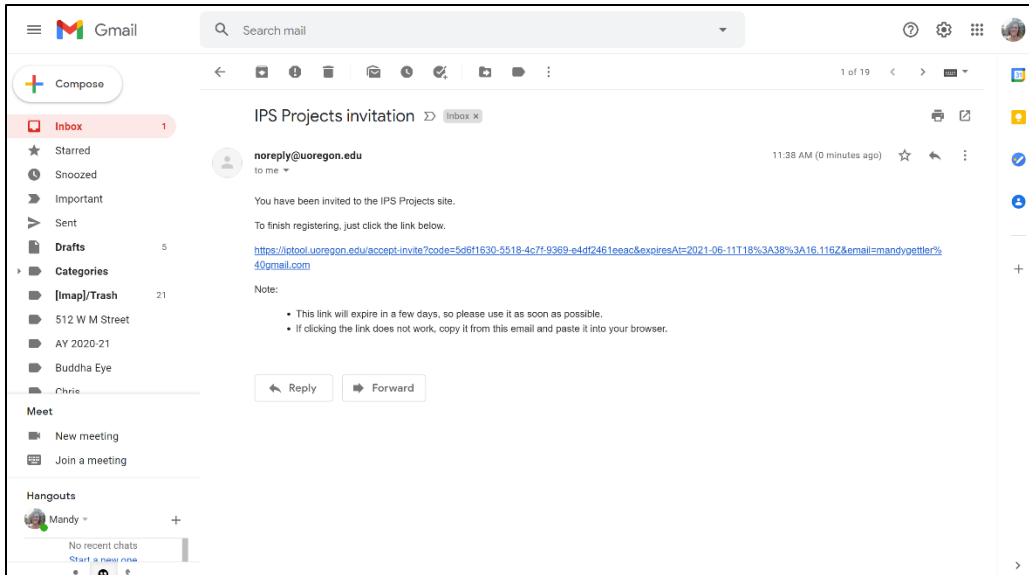 Gmail
Search mail
Compose
1 of 19
31
Inbox 1
Starred
Snoozed
Important
Sent
Drafts 5
Categories
[Imap]/Trash 21
512 W M Street
AY 2020-21
Buddha Eye
Chris
Meet
New meeting
Join a meeting
Hangouts
Mandy
No recent chats
Start a new one
IPS Projects invitation Inbox x
noreply@uoregon.edu 11:38 AM (0 minutes ago)
to me
You have been invited to the IPS Projects site.
To finish registering, just click the link below.
https://iptool.uoregon.edu/accept-invite?code=5d6f1630-5518-4c7f-9369-e4df2461eeac&expiresAt=2021-06-11T18%3A38%3A16.116Z&email=mandygettler%
40gmail.com
Note:
• This link will expire in a few days, so please use it as soon as possible.
• If clicking the link does not work, copy it from this email and paste it into your browser.
Reply Forward